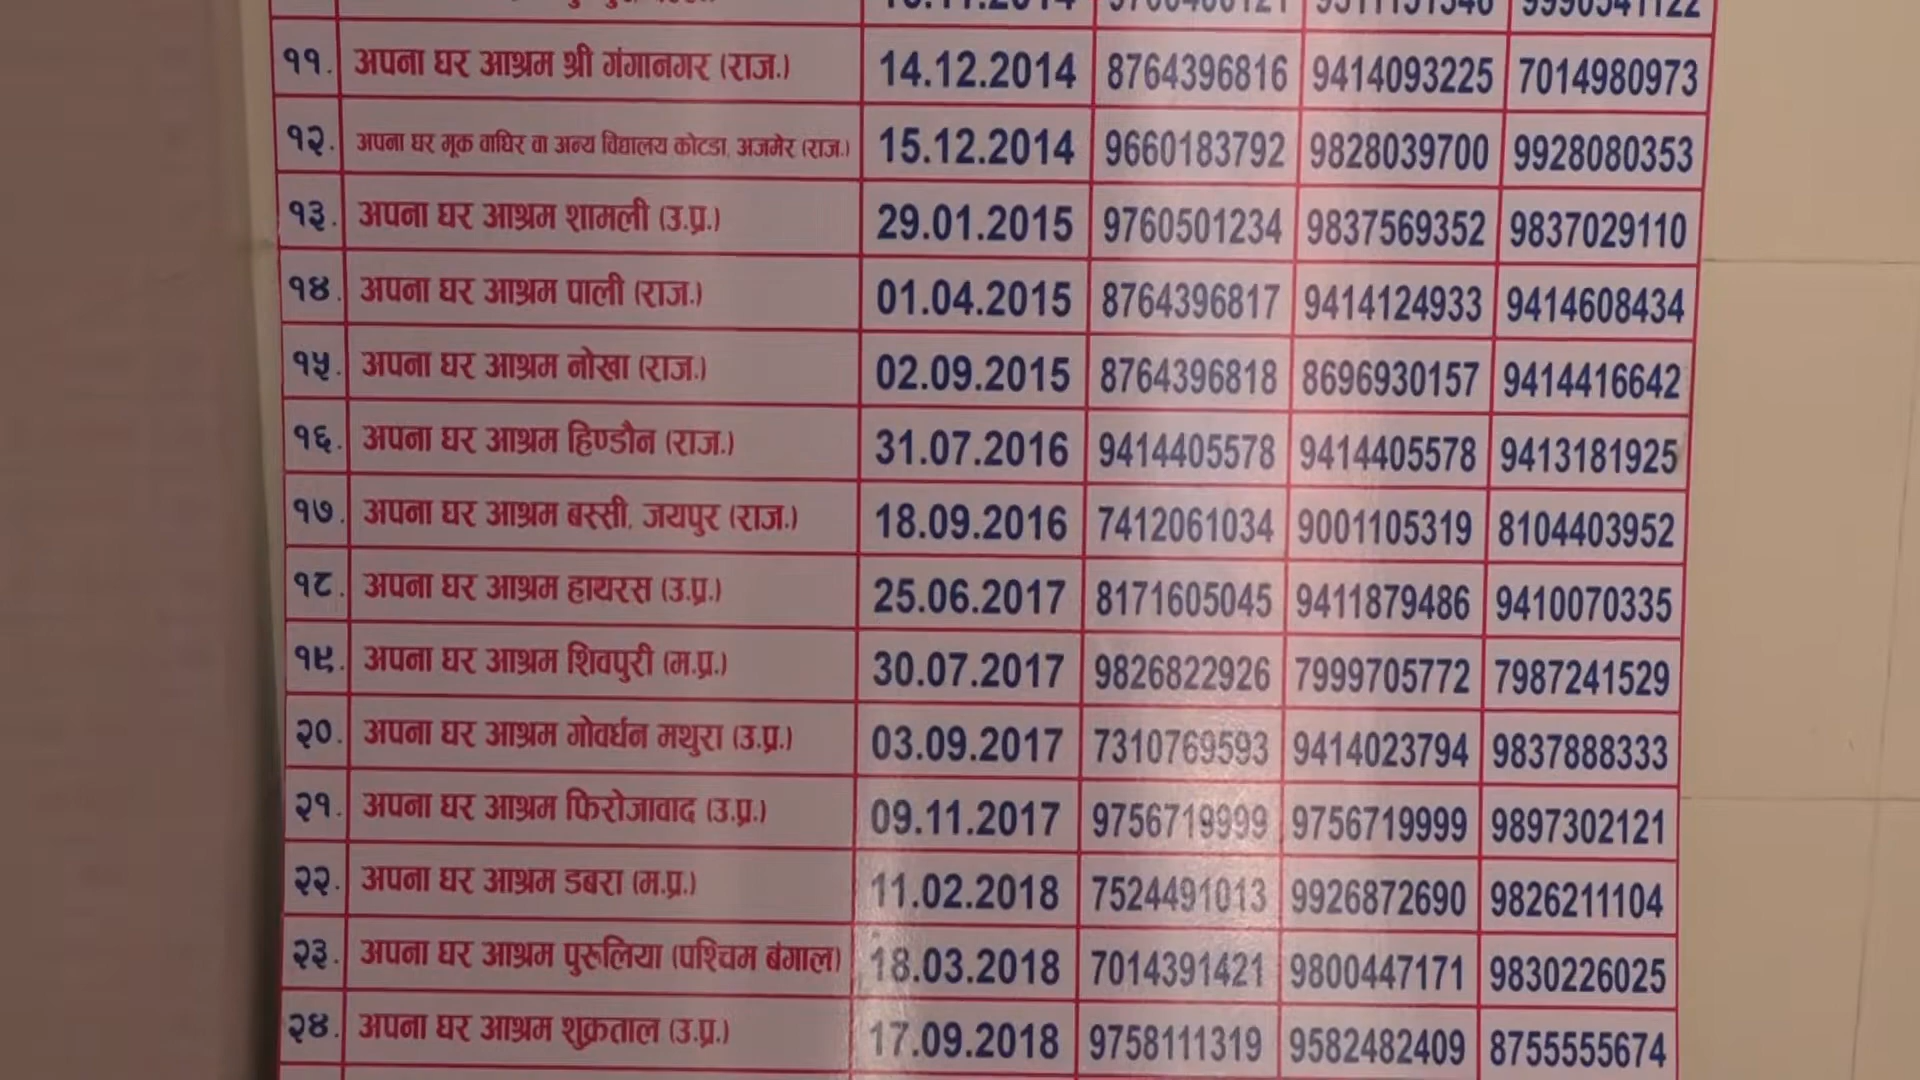 ११. अपना घर आश्रम श्री गंगानगर (राज.) 14.12.2014 8764396816 9414093225 7014980973
१२. अपना घर मूक वाधिर वा अन्य विद्यालय कोटडा, अजमेर (राज.) 15.12.2014 9660183792 9828039700 9928080353
१३. अपना घर आश्रम शामली (उ.प्र.) 29.01.2015 9760501234 9837569352 9837029110
१४. अपना घर आश्रम पाली (राज.) 01.04.2015 8764396817 9414124933 9414608434
१५. अपना घर आश्रम नोखा (राज.) 02.09.2015 8764396818 8696930157 9414416642
१६. अपना घर आश्रम हिण्डौन (राज.) 31.07.2016 9414405578 9414405578 9413181925
१७. अपना घर आश्रम बस्सी, जयपुर (राज.) 18.09.2016 7412061034 9001105319 8104403952
१८. अपना घर आश्रम हाथरस (उ.प्र.) 25.06.2017 8171605045 9411879486 9410070335
१९. अपना घर आश्रम शिवपुरी (म.प्र.) 30.07.2017 9826822926 7999705772 7987241529
२०. अपना घर आश्रम गोवर्धन मथुरा (उ.प्र.) 03.09.2017 7310769593 9414023794 9837888333
२१. अपना घर आश्रम फिरोजावाद (उ.प्र.) 09.11.2017 9756719999 9756719999 9897302121
२२. अपना घर आश्रम डबरा (म.प्र.) 11.02.2018 7524491013 9926872690 9826211104
२३. अपना घर आश्रम पुरूलिया (पश्चिम बंगाल) 18.03.2018 7014391421 9800447171 9830226025
२४. अपना घर आश्रम शुक्रताल (उ.प्र.) 17.09.2018 9758111319 9582482409 8755555674